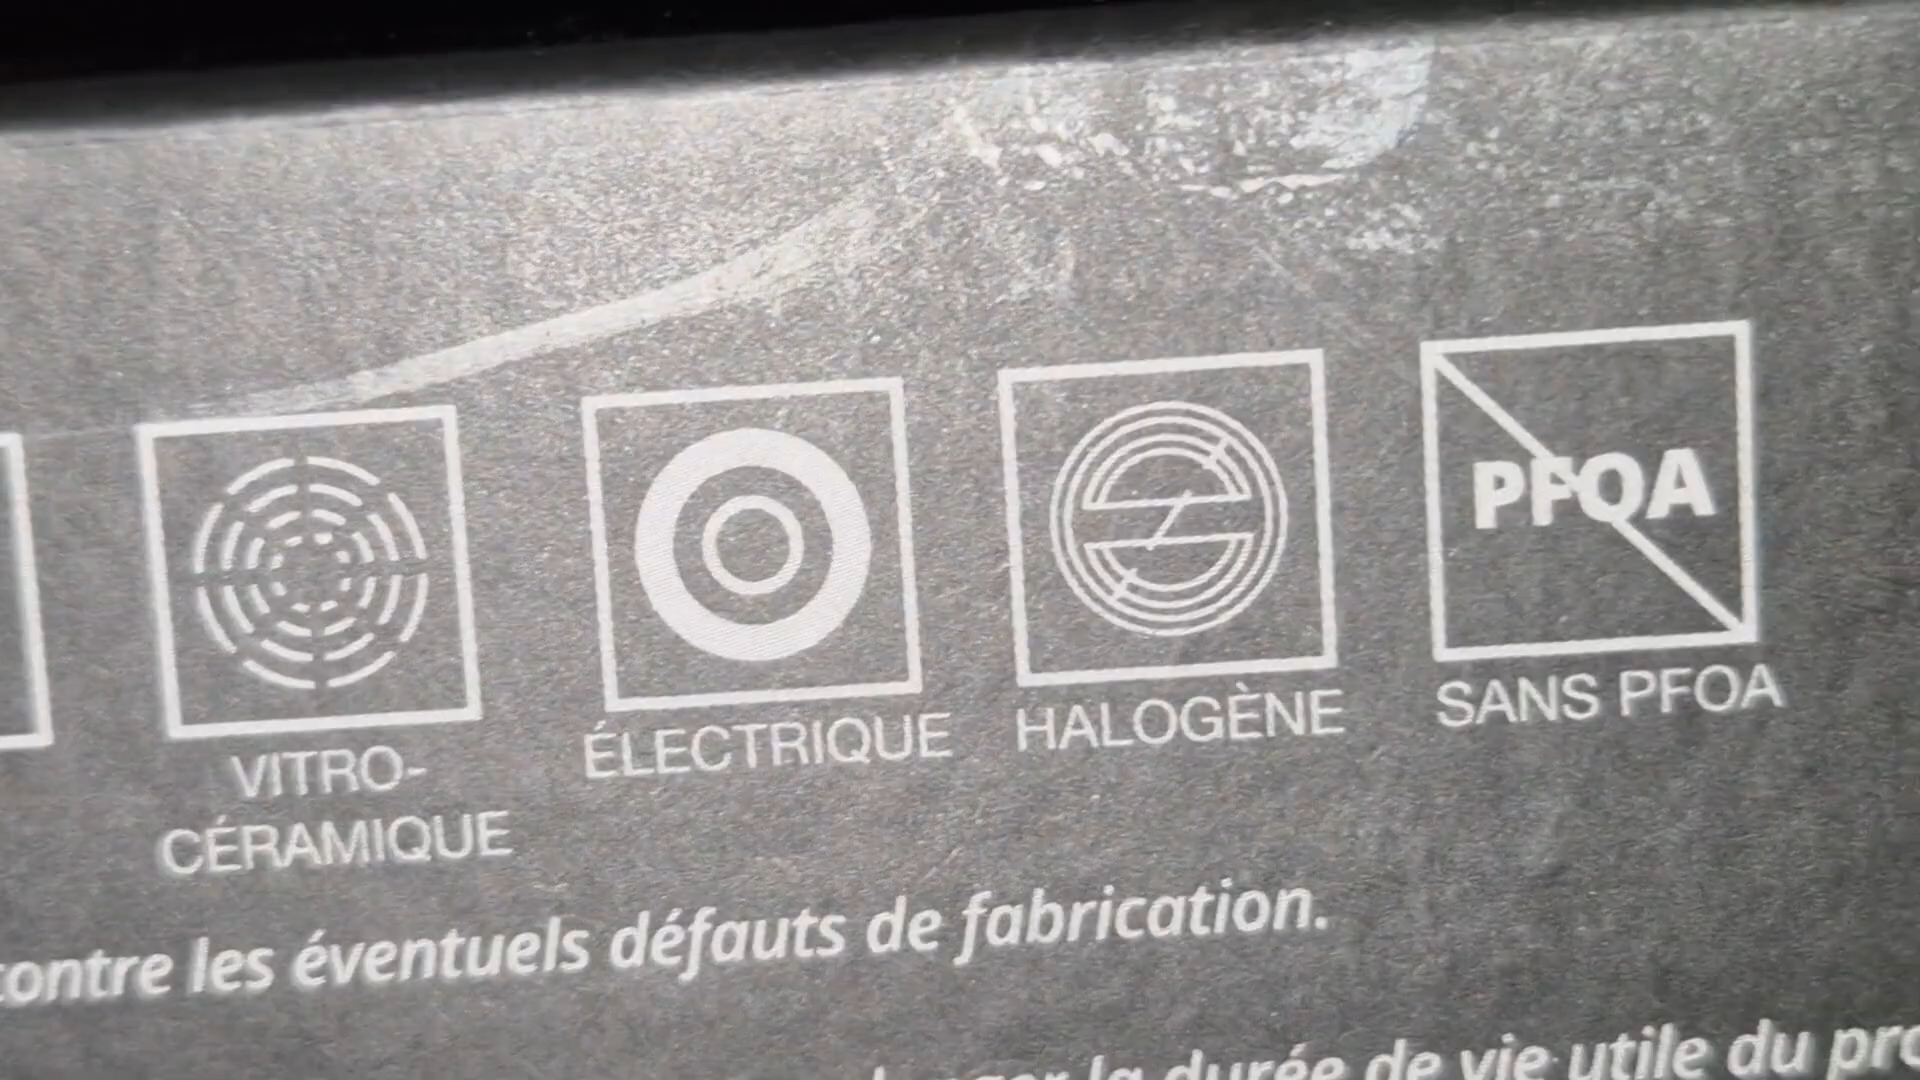 PFOA
VITRO-
CÉRAMIQUE
ÉLECTRIQUE
HALOGÈNE
SANS PFOA
contre les éventuels défauts de fabrication.
la durée de vie utile du